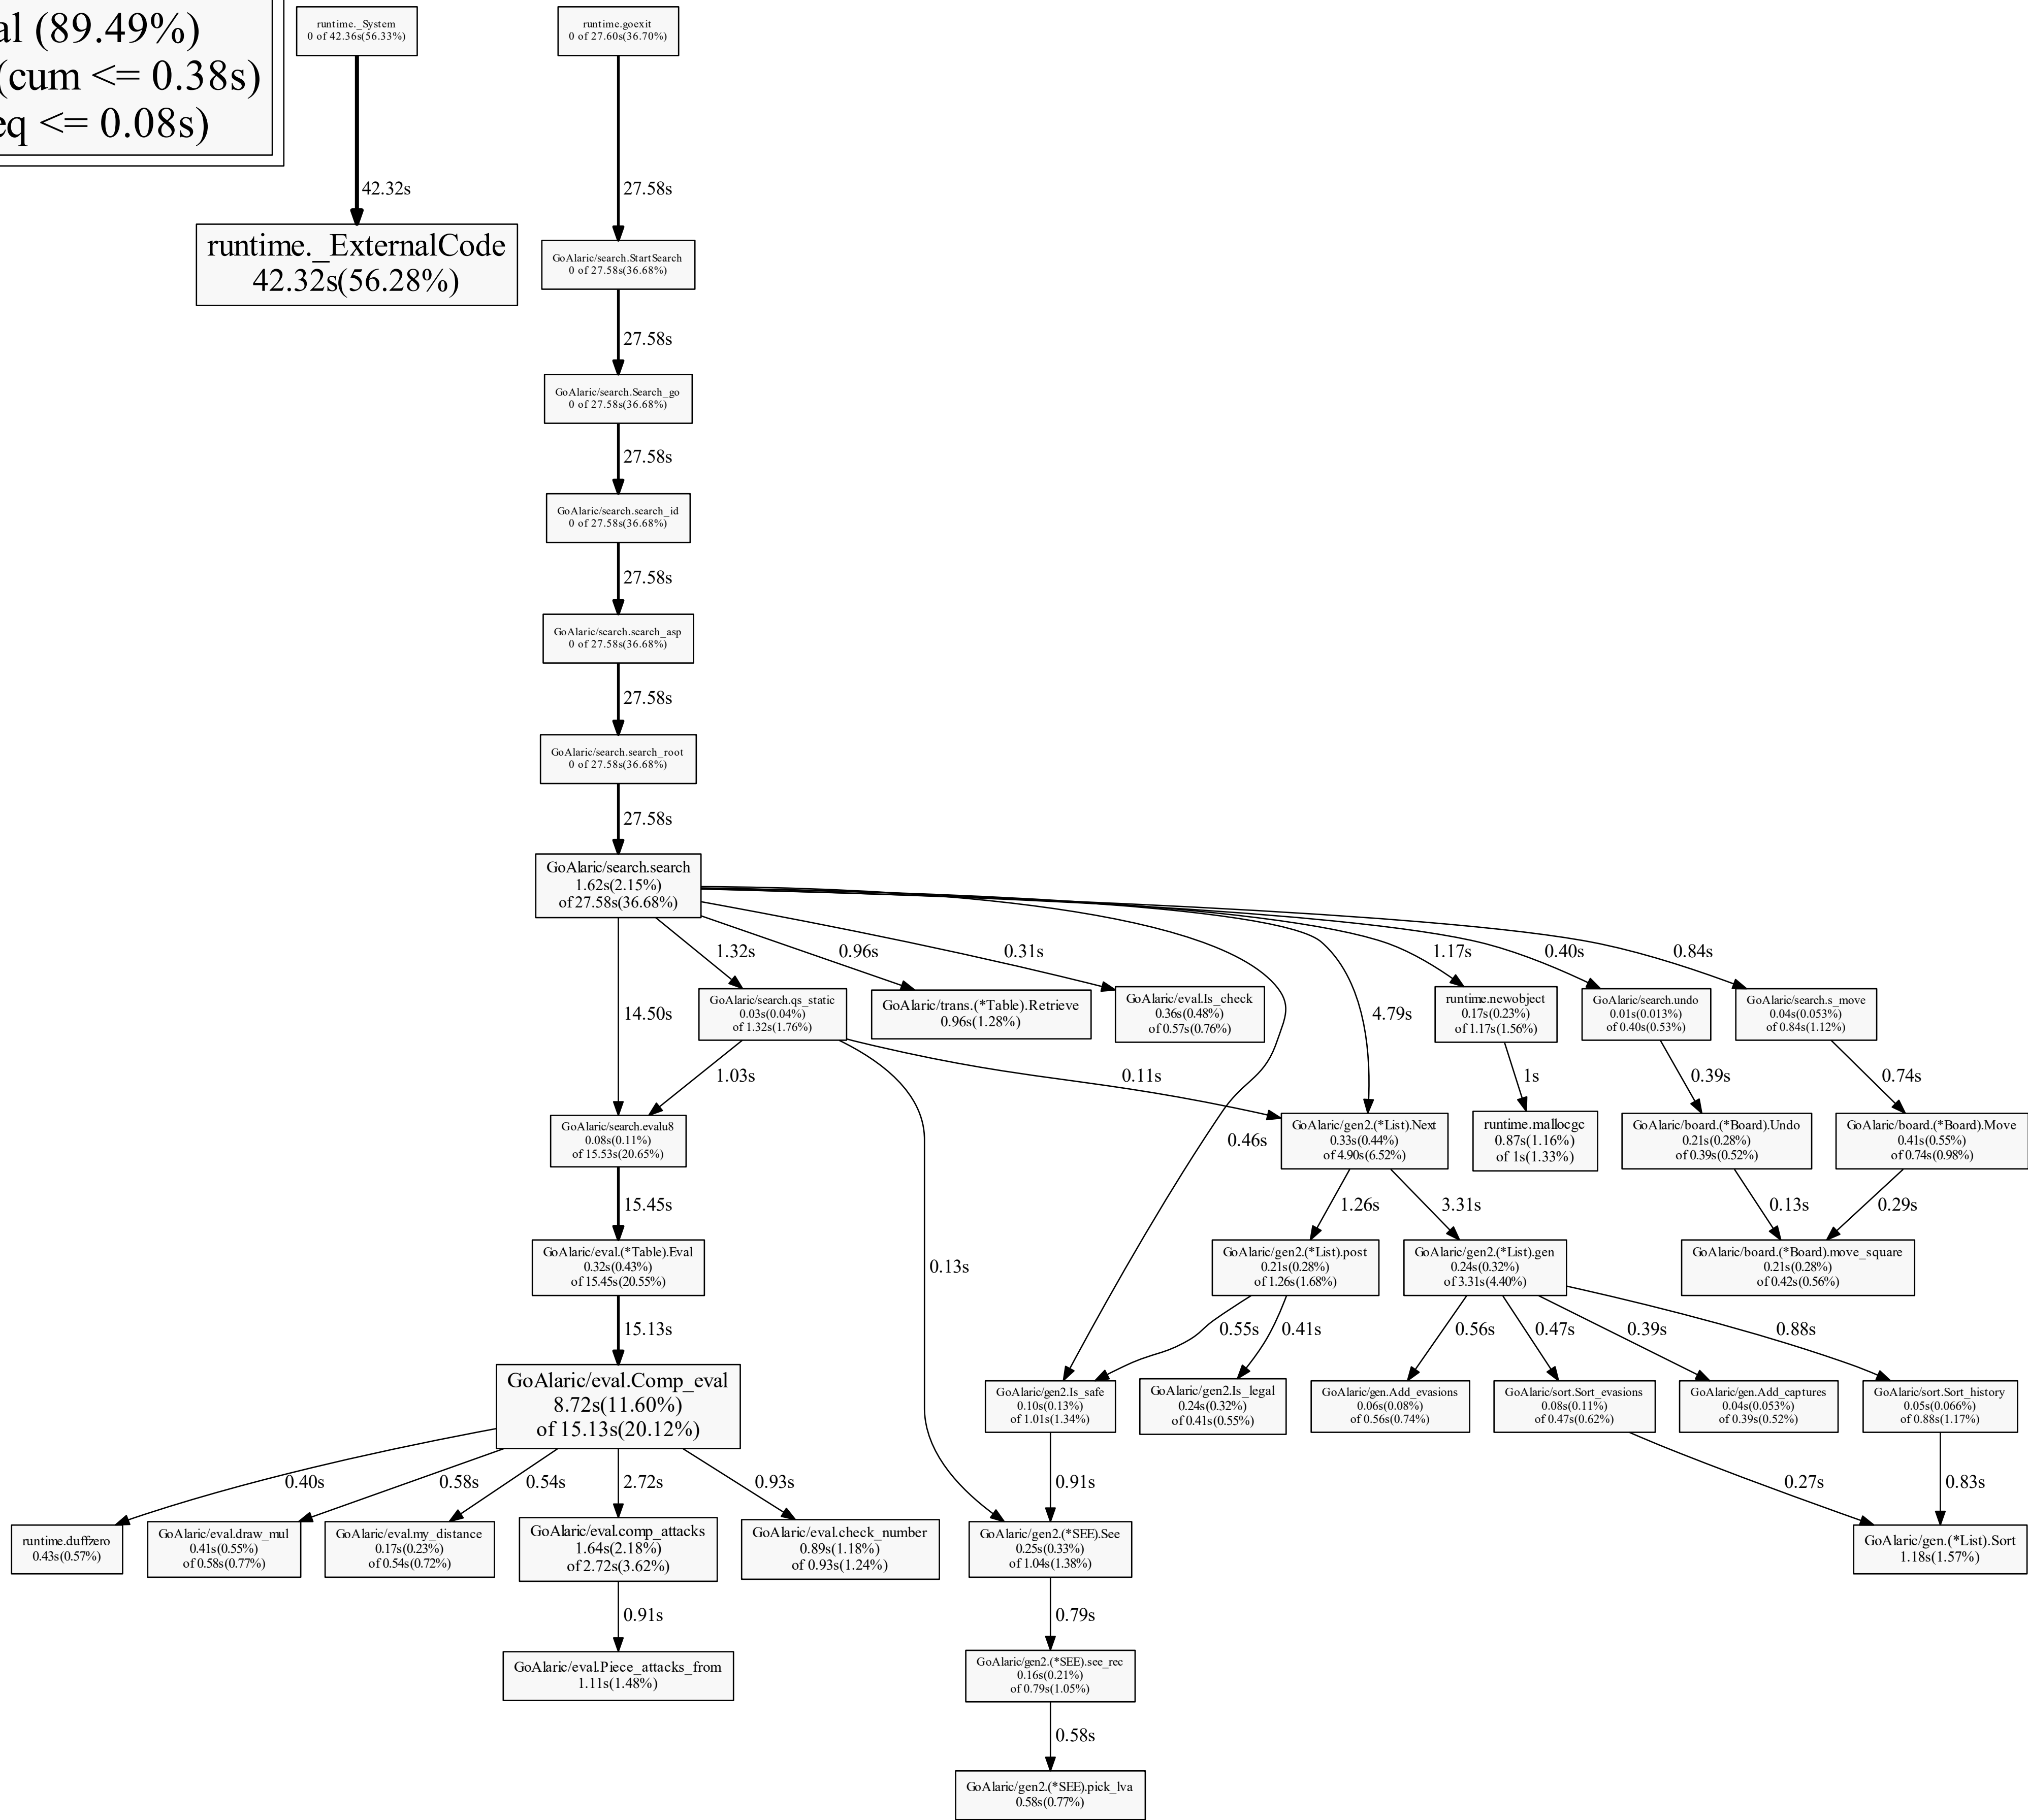 al (89.49%)
(cum <= 0.38s)
eq <= 0.08s)
runtime._System
0 of 42.36s(56.33%)
runtime.goexit
0 of 27.60s(36.70%)
42.32s
27.58s
runtime._ExternalCode
42.32s(56.28%)
GoAlaric/search.StartSearch
0 of 27.58s(36.68%)
27.58s
GoAlaric/search.Search_go
0 of 27.58s(36.68%)
27.58s
GoAlaric/search.search_id
0 of 27.58s(36.68%)
27.58s
GoAlaric/search.search_asp
0 of 27.58s(36.68%)
27.58s
GoAlaric/search.search_root
0 of 27.58s(36.68%)
27.58s
GoAlaric/search.search
1.62s(2.15%)
of 27.58s(36.68%)
1.32s
0.96s
0.31s
1.17s
0.40s
0.84s
14.50s
4.79s
GoAlaric/search.qs_static
0.03s(0.04%)
of 1.32s(1.76%)
GoAlaric/trans.(*Table).Retrieve
0.96s(1.28%)
GoAlaric/eval.Is_check
0.36s(0.48%)
of 0.57s(0.76%)
runtime.newobject
0.17s(0.23%)
of 1.17s(1.56%)
GoAlaric/search.undo
0.01s(0.013%)
of 0.40s(0.53%)
GoAlaric/search.s_move
0.04s(0.053%)
of 0.84s(1.12%)
1.03s
0.11s
1s
0.39s
0.74s
0.46s
GoAlaric/search.evalu8
0.08s(0.11%)
of 15.53s(20.65%)
GoAlaric/gen2.(*List).Next
0.33s(0.44%)
of 4.90s(6.52%)
runtime.mallocgc
0.87s(1.16%)
of 1s(1.33%)
GoAlaric/board.(*Board).Undo
0.21s(0.28%)
of 0.39s(0.52%)
GoAlaric/board.(*Board).Move
0.41s(0.55%)
of 0.74s(0.98%)
15.45s
1.26s
3.31s
0.13s
0.29s
GoAlaric/eval.(*Table).Eval
0.32s(0.43%)
of 15.45s(20.55%)
0.13s
GoAlaric/gen2.(*List).post
0.21s(0.28%)
of 1.26s(1.68%)
GoAlaric/gen2.(*List).gen
0.24s(0.32%)
of 3.31s(4.40%)
GoAlaric/board.(*Board).move_square
0.21s(0.28%)
of 0.42s(0.56%)
15.13s
0.55s
0.41s
0.56s
0.47s
0.39s
0.88s
GoAlaric/eval.Comp_eval
8.72s(11.60%)
of 15.13s(20.12%)
GoAlaric/gen2.Is_safe
0.10s(0.13%)
of 1.01s(1.34%)
GoAlaric/gen2.Is_legal
0.24s(0.32%)
of 0.41s(0.55%)
GoAlaric/gen.Add_evasions
0.06s(0.08%)
of 0.56s(0.74%)
GoAlaric/sort.Sort_evasions
0.08s(0.11%)
of 0.47s(0.62%)
GoAlaric/gen.Add_captures
0.04s(0.053%)
of 0.39s(0.52%)
GoAlaric/sort.Sort_history
0.05s(0.066%)
of 0.88s(1.17%)
0.40s
0.58s
0.54s
2.72s
0.93s
0.91s
0.27s
0.83s
runtime.duffzero
0.43s(0.57%)
GoAlaric/eval.draw_mul
0.41s(0.55%)
of 0.58s(0.77%)
GoAlaric/eval.my_distance
0.17s(0.23%)
of 0.54s(0.72%)
GoAlaric/eval.comp_attacks
1.64s(2.18%)
of 2.72s(3.62%)
GoAlaric/eval.check_number
0.89s(1.18%)
of 0.93s(1.24%)
GoAlaric/gen2.(*SEE).See
0.25s(0.33%)
of 1.04s(1.38%)
GoAlaric/gen.(*List).Sort
1.18s(1.57%)
0.91s
0.79s
GoAlaric/eval.Piece_attacks_from
1.11s(1.48%)
GoAlaric/gen2.(*SEE).see_rec
0.16s(0.21%)
of 0.79s(1.05%)
0.58s
GoAlaric/gen2.(*SEE).pick_lva
0.58s(0.77%)